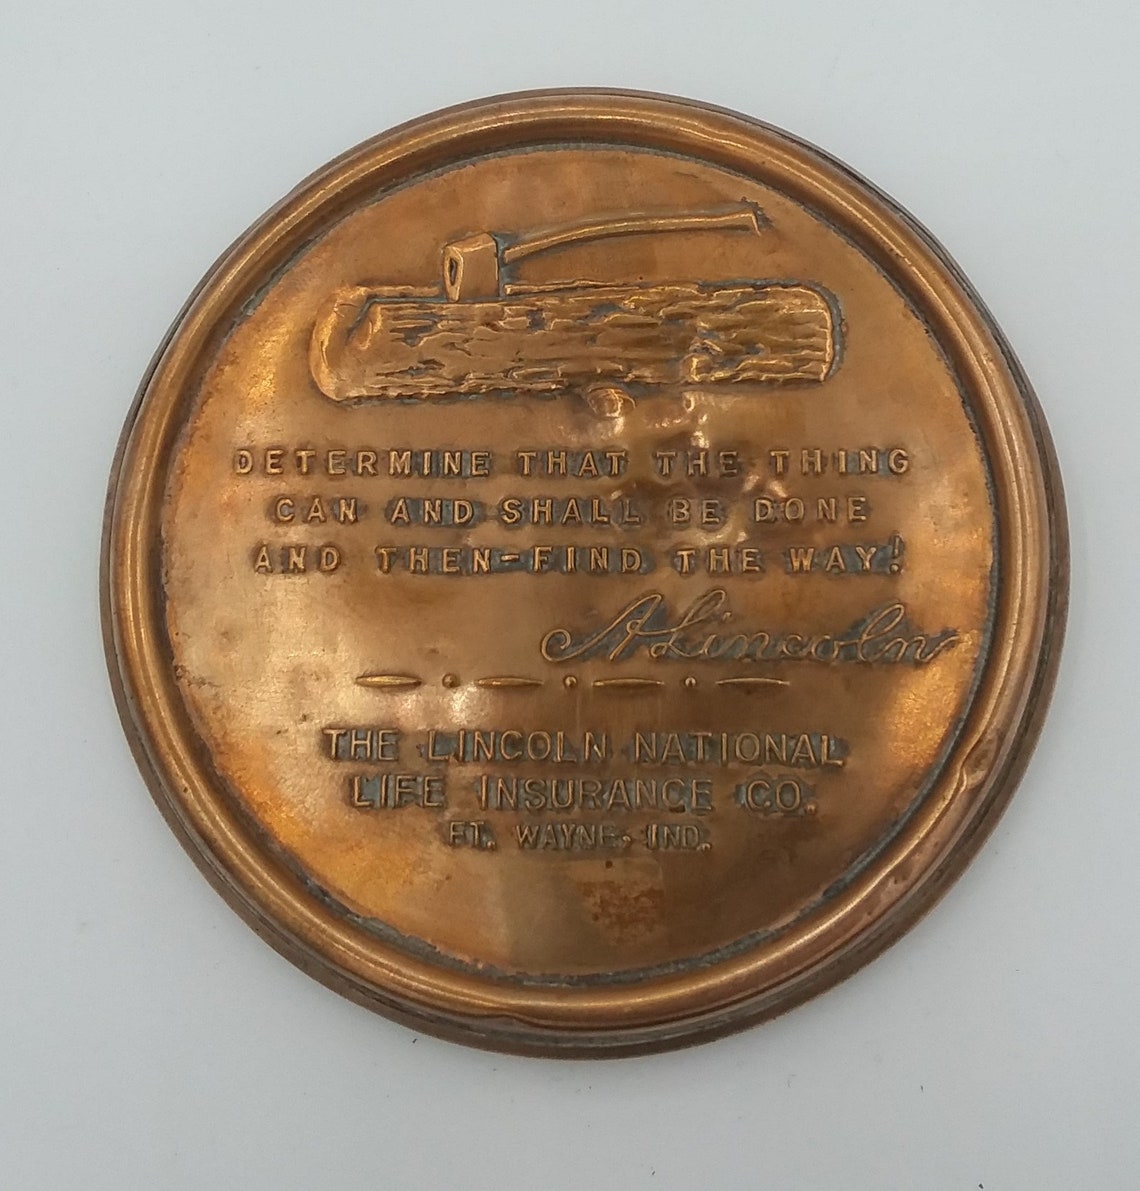 DETERMINE THAT THE THING
CAN AND SHALL BE DONE
AND THEN-FIND THE WAY!
A Lincoln
THE LINCOLN NATIONAL
LIFE INSURANCE CO.
FT. WAYNE, IND.